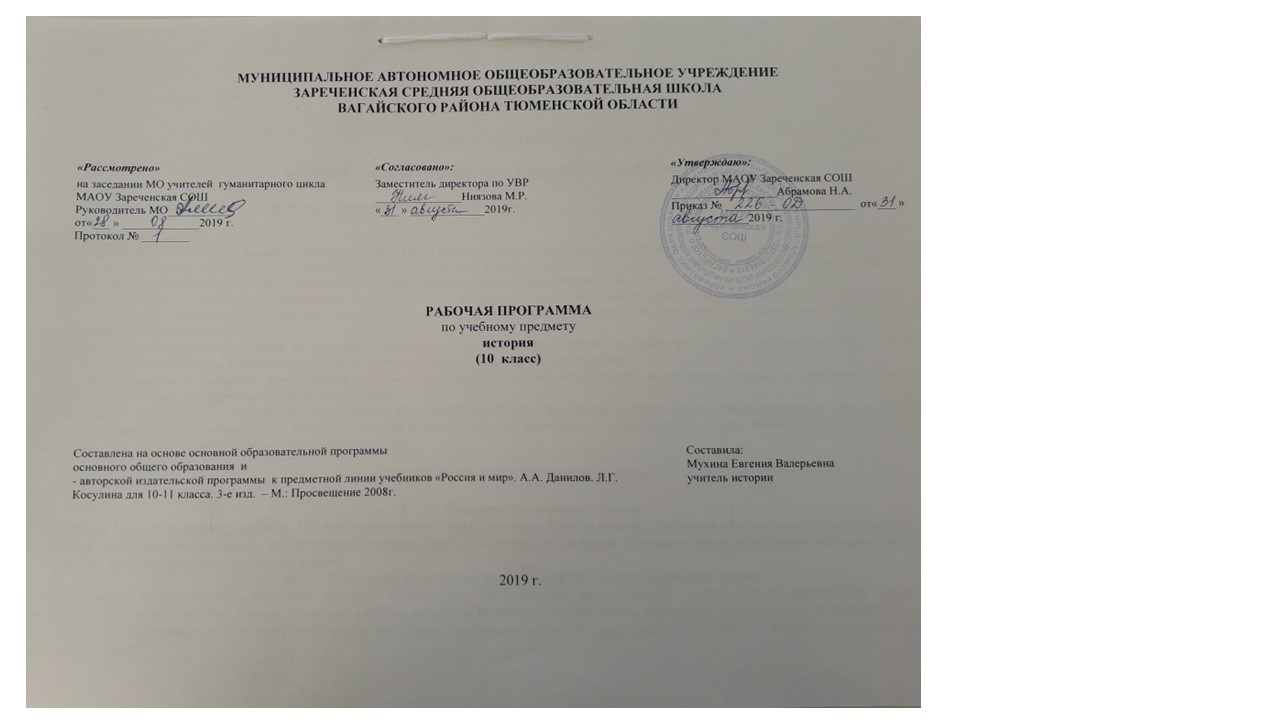 МУНИЦИПАЛЬНОЕ АВТОНОМНОЕ ОБЩЕОБРАЗОВАТЕЛЬНОЕ УЧРЕЖДЕНИЕ
ЗАРЕЧЕНСКАЯ СРЕДНЯЯ ОБЩЕОБРАЗОВАТЕЛЬНАЯ ШКОЛА
ВАГАЙСКОГО РАЙОНА ТЮМЕНСКОЙ ОБЛАСТИ
«Рассмотрено»
на заседании МО учителей гуманитарного цикла
МАОУ Зареченская СОШ
Руководитель МО
от«28 » 08 2019 г.
Протокол № 1
«Согласовано»:
Заместитель директора по УВР
Ниязова М.Р.
« 31 » августа 2019г.
«Утверждаю»:
Директор МАОУ Зареченская СОШ
Абрамова Н.А.
Приказ № 226 - ОД от« 31 »
августа 2019 г.
Зареченская
СОШ
РАБОЧАЯ ПРОГРАММА
по учебному предмету
история
(10 класс)
Составлена на основе основной образовательной программы
основного общего образования и
- авторской издательской программы к предметной линии учебников «Россия и мир». А.А. Данилов. Л.Г.
Косулина для 10-11 класса. 3-е изд. – М.: Просвещение 2008г.
Составила:
Мухина Евгения Валерьевна
учитель истории
2019 г.